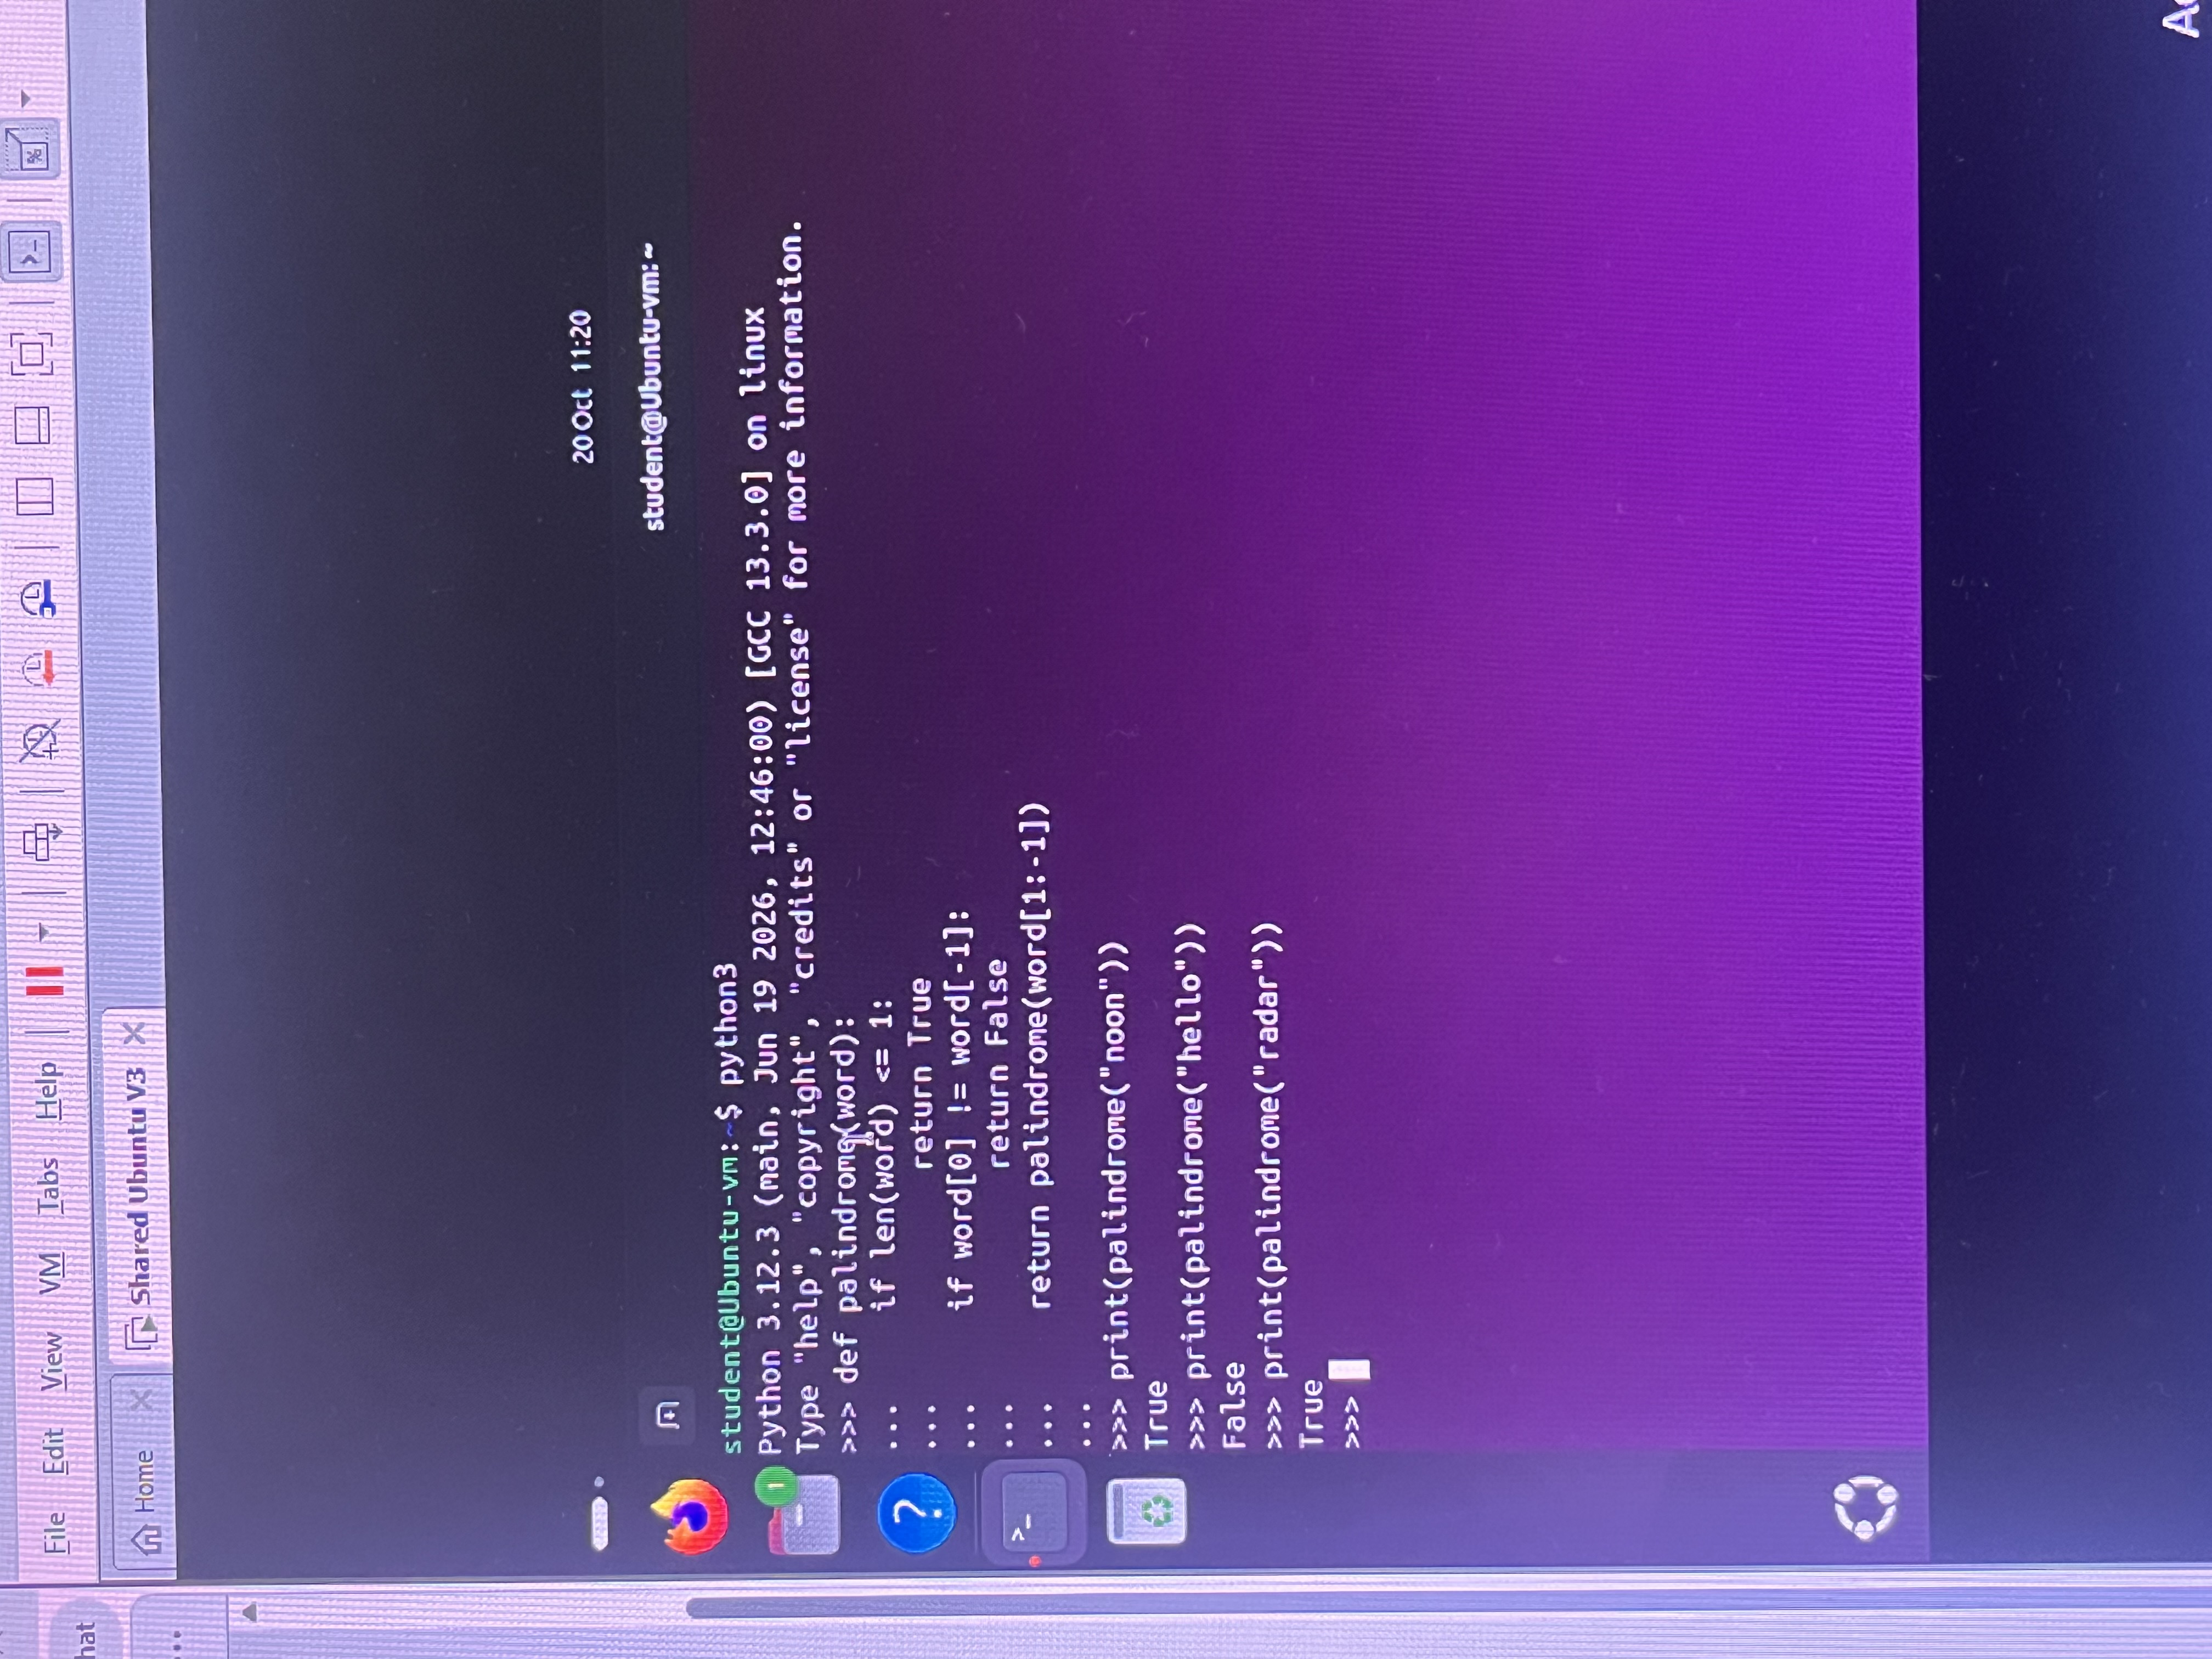 hat
File Edit View VM Tabs Help
Home
Shared Ubuntu V3
20 Oct 11:20
student@Ubuntu-vm: ~
1
student@Ubuntu-vm:~$ python3
Python 3.12.3 (main, Jun 19 2026, 12:46:00) [GCC 13.3.0] on linux
Type "help", "copyright", "credits" or "license" for more information.
>>> def palindrome(word):
...     if len(word) <= 1:
...             return True
...     if word[0] != word[-1]:
...             return False
...     return palindrome(word[1:-1])
...
>>> print(palindrome("noon"))
True
>>> print(palindrome("hello"))
False
>>> print(palindrome("radar"))
True
>>>